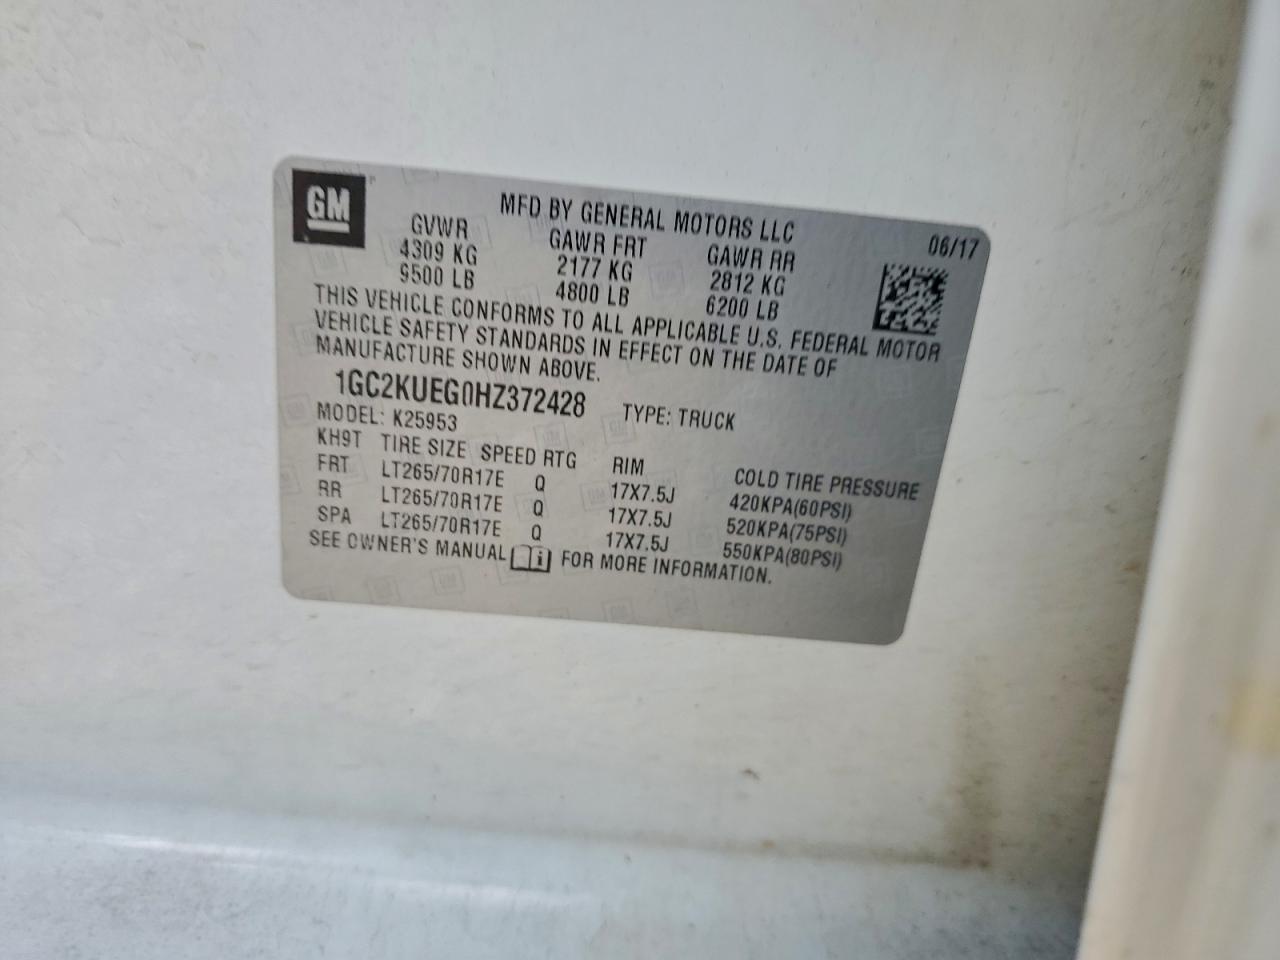 GM
MFD BY GENERAL MOTORS LLC 06/17
GVWR GAWR FRT GAWR RR
4309 KG 2177 KG 2812 KG
9500 LB 4800 LB 6200 LB
THIS VEHICLE CONFORMS TO ALL APPLICABLE U.S. FEDERAL MOTOR
VEHICLE SAFETY STANDARDS IN EFFECT ON THE DATE OF
MANUFACTURE SHOWN ABOVE.
1GC2KUEG0HZ372428 TYPE: TRUCK
MODEL: K25953
KH9T TIRE SIZE SPEED RTG RIM COLD TIRE PRESSURE
FRT LT265/70R17E Q 17X7.5J 420KPA(60PSI)
RR LT265/70R17E Q 17X7.5J 520KPA(75PSI)
SPA LT265/70R17E Q 17X7.5J 550KPA(80PSI)
SEE OWNER'S MANUAL i FOR MORE INFORMATION.